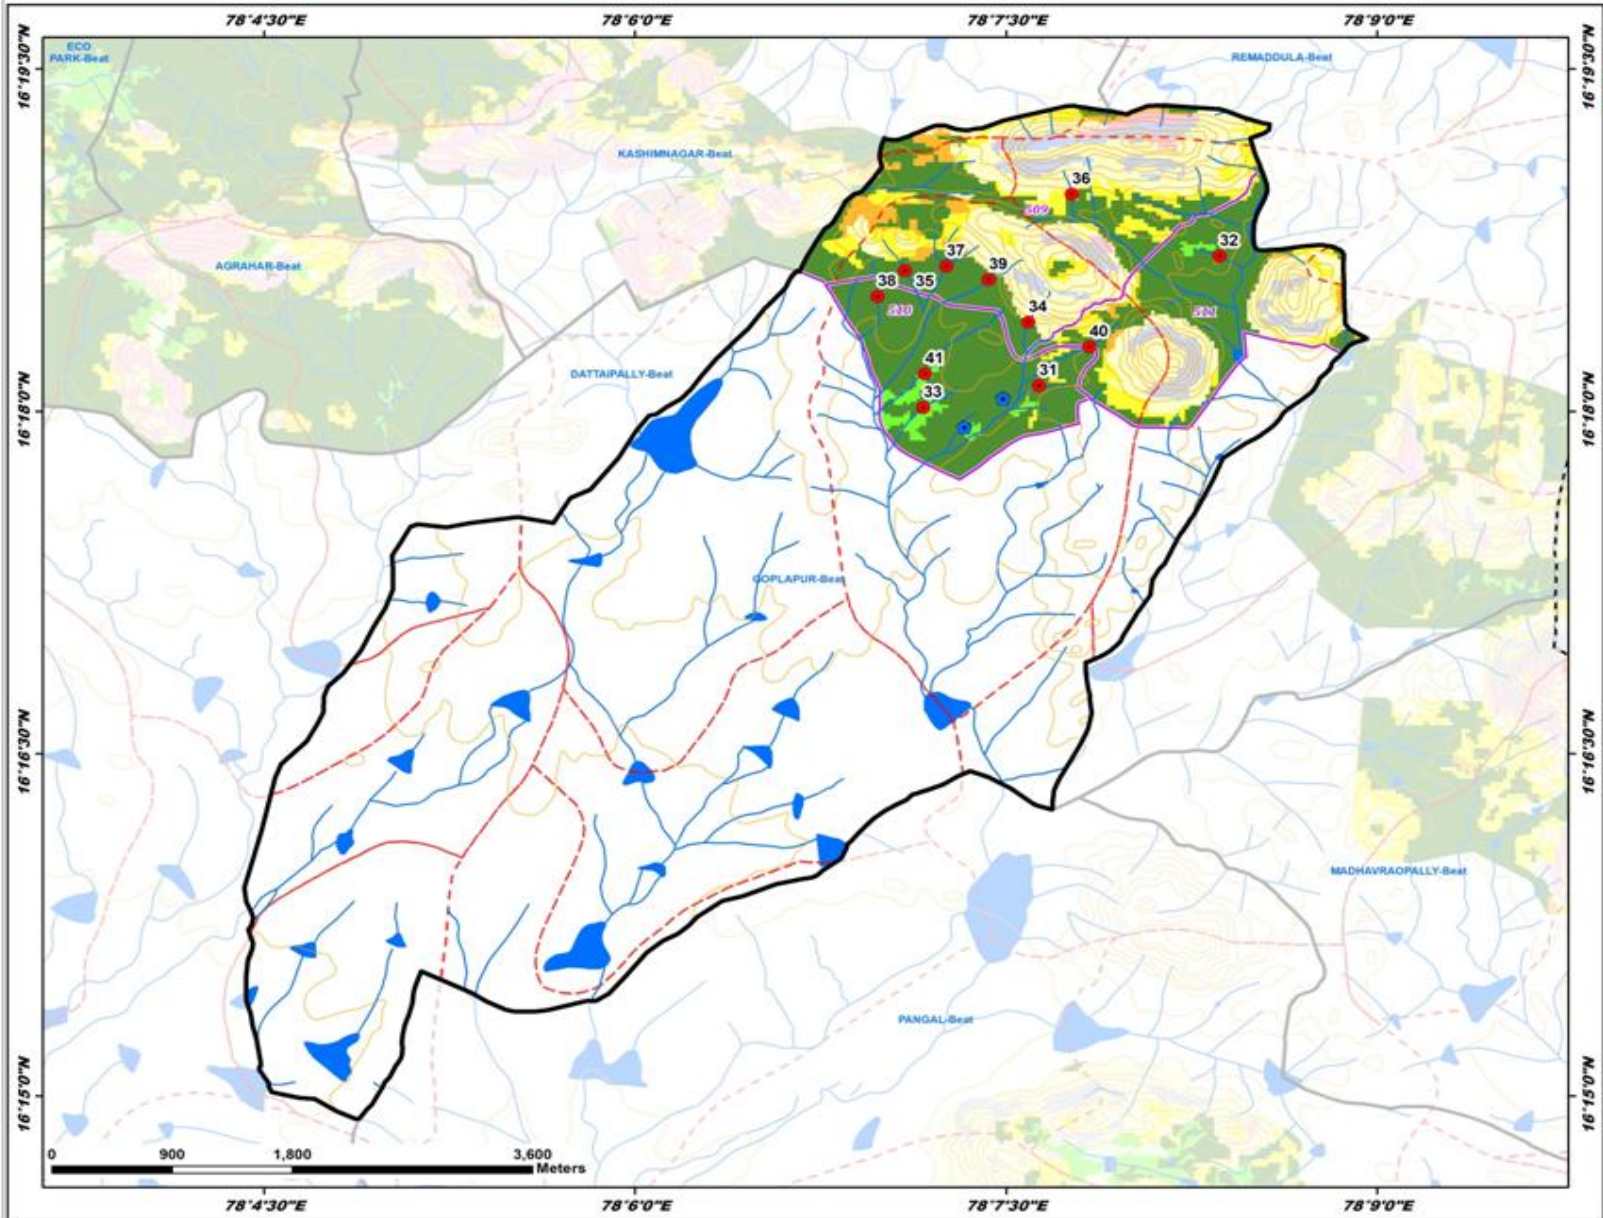 78°4'30"E 78°6'0"E 78°7'30"E 78°9'0"E
16°19'30"N
16°19'30"N
ECO
PARK-Beat
REMADDULA-Beat
KASHIMNAGAR-Beat
36
509
32
37
AGRAHAR-Beat
39
38
35
510
34
511
40
41
31
DATTAIPALLY-Beat
33
16°18'0"N
16°18'0"N
GOPLAPUR-Beat
16°16'30"N
16°16'30"N
MADHAVRAOPALLY-Beat
PANGAL-Beat
16°15'0"N
16°15'0"N
0 900 1,800 3,600
Meters
78°4'30"E 78°6'0"E 78°7'30"E 78°9'0"E